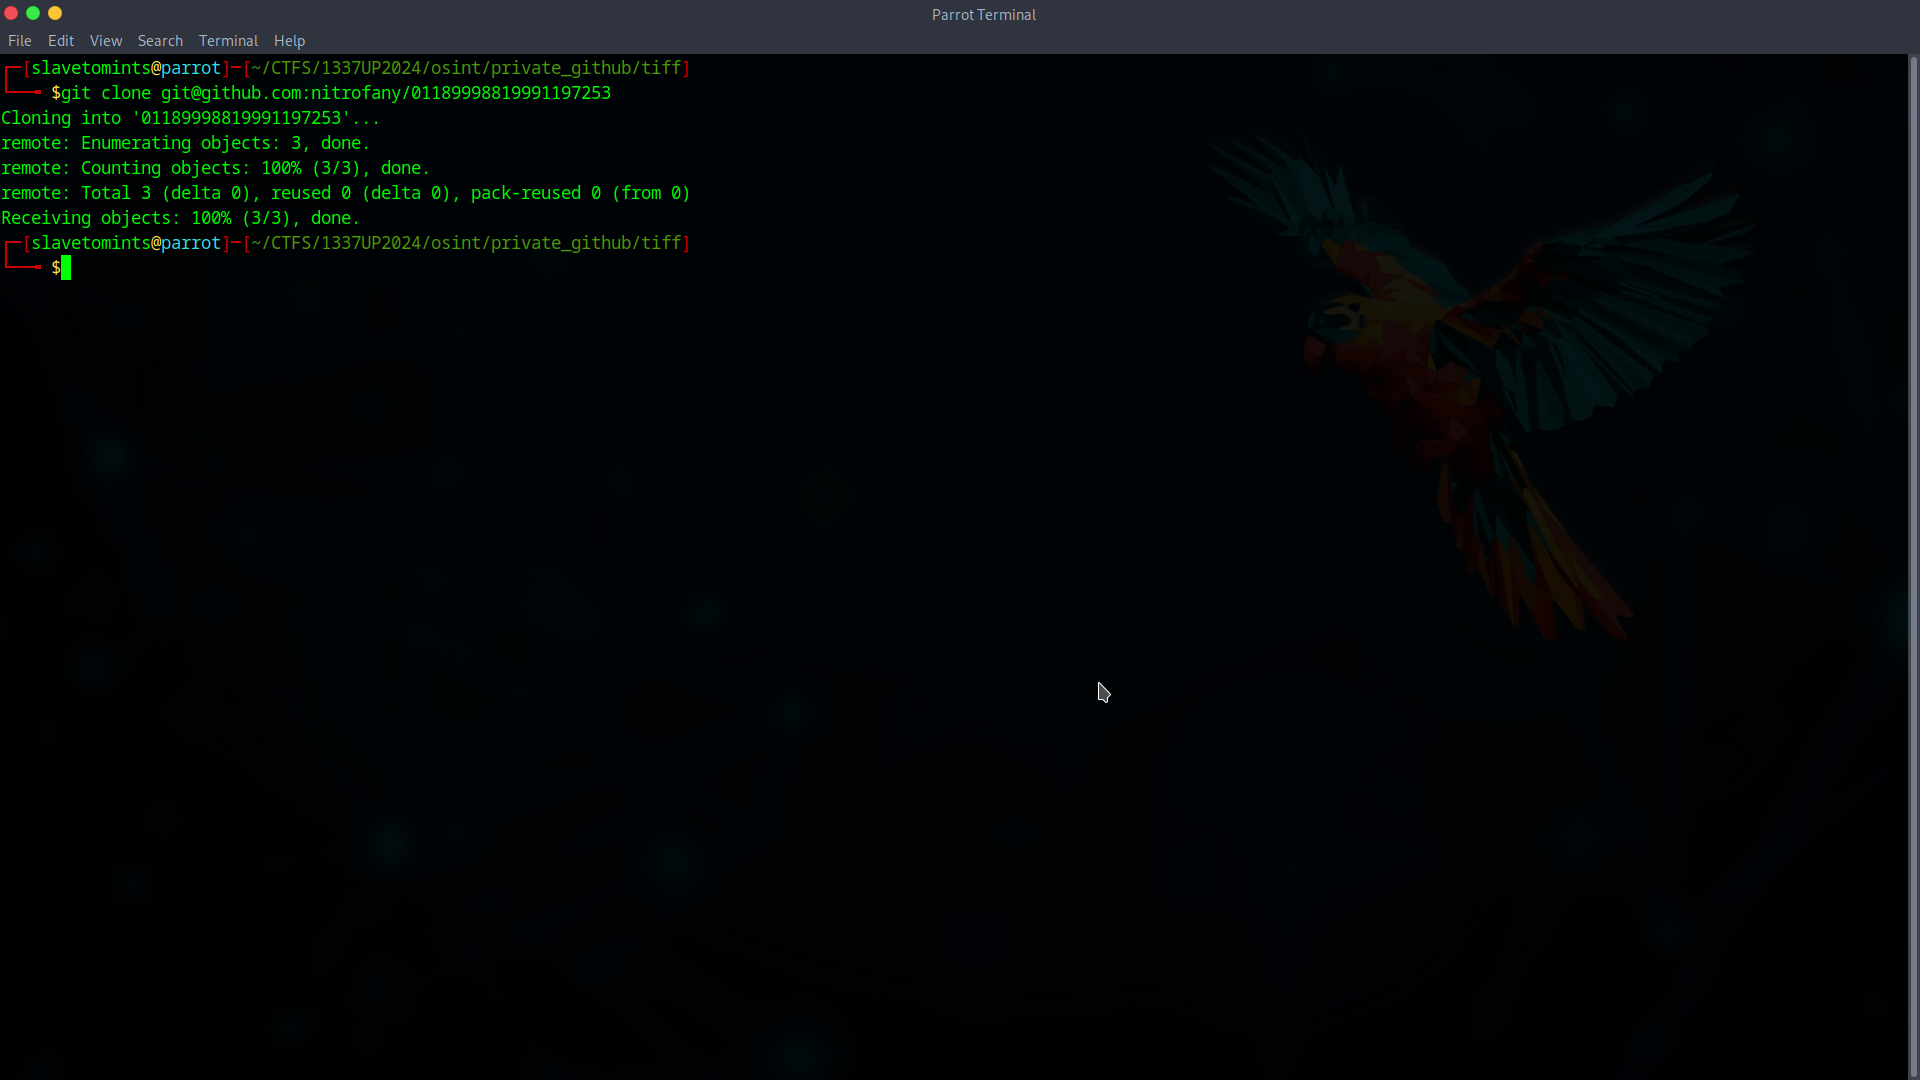 Parrot Terminal
File Edit View Search Terminal Help
┌─[slavetomints@parrot]─[~/CTFS/1337UP2024/osint/private_github/tiff]
└──╼ $git clone git@github.com:nitrofany/01189998819991197253
Cloning into '01189998819991197253'...
remote: Enumerating objects: 3, done.
remote: Counting objects: 100% (3/3), done.
remote: Total 3 (delta 0), reused 0 (delta 0), pack-reused 0 (from 0)
Receiving objects: 100% (3/3), done.
┌─[slavetomints@parrot]─[~/CTFS/1337UP2024/osint/private_github/tiff]
└──╼ $